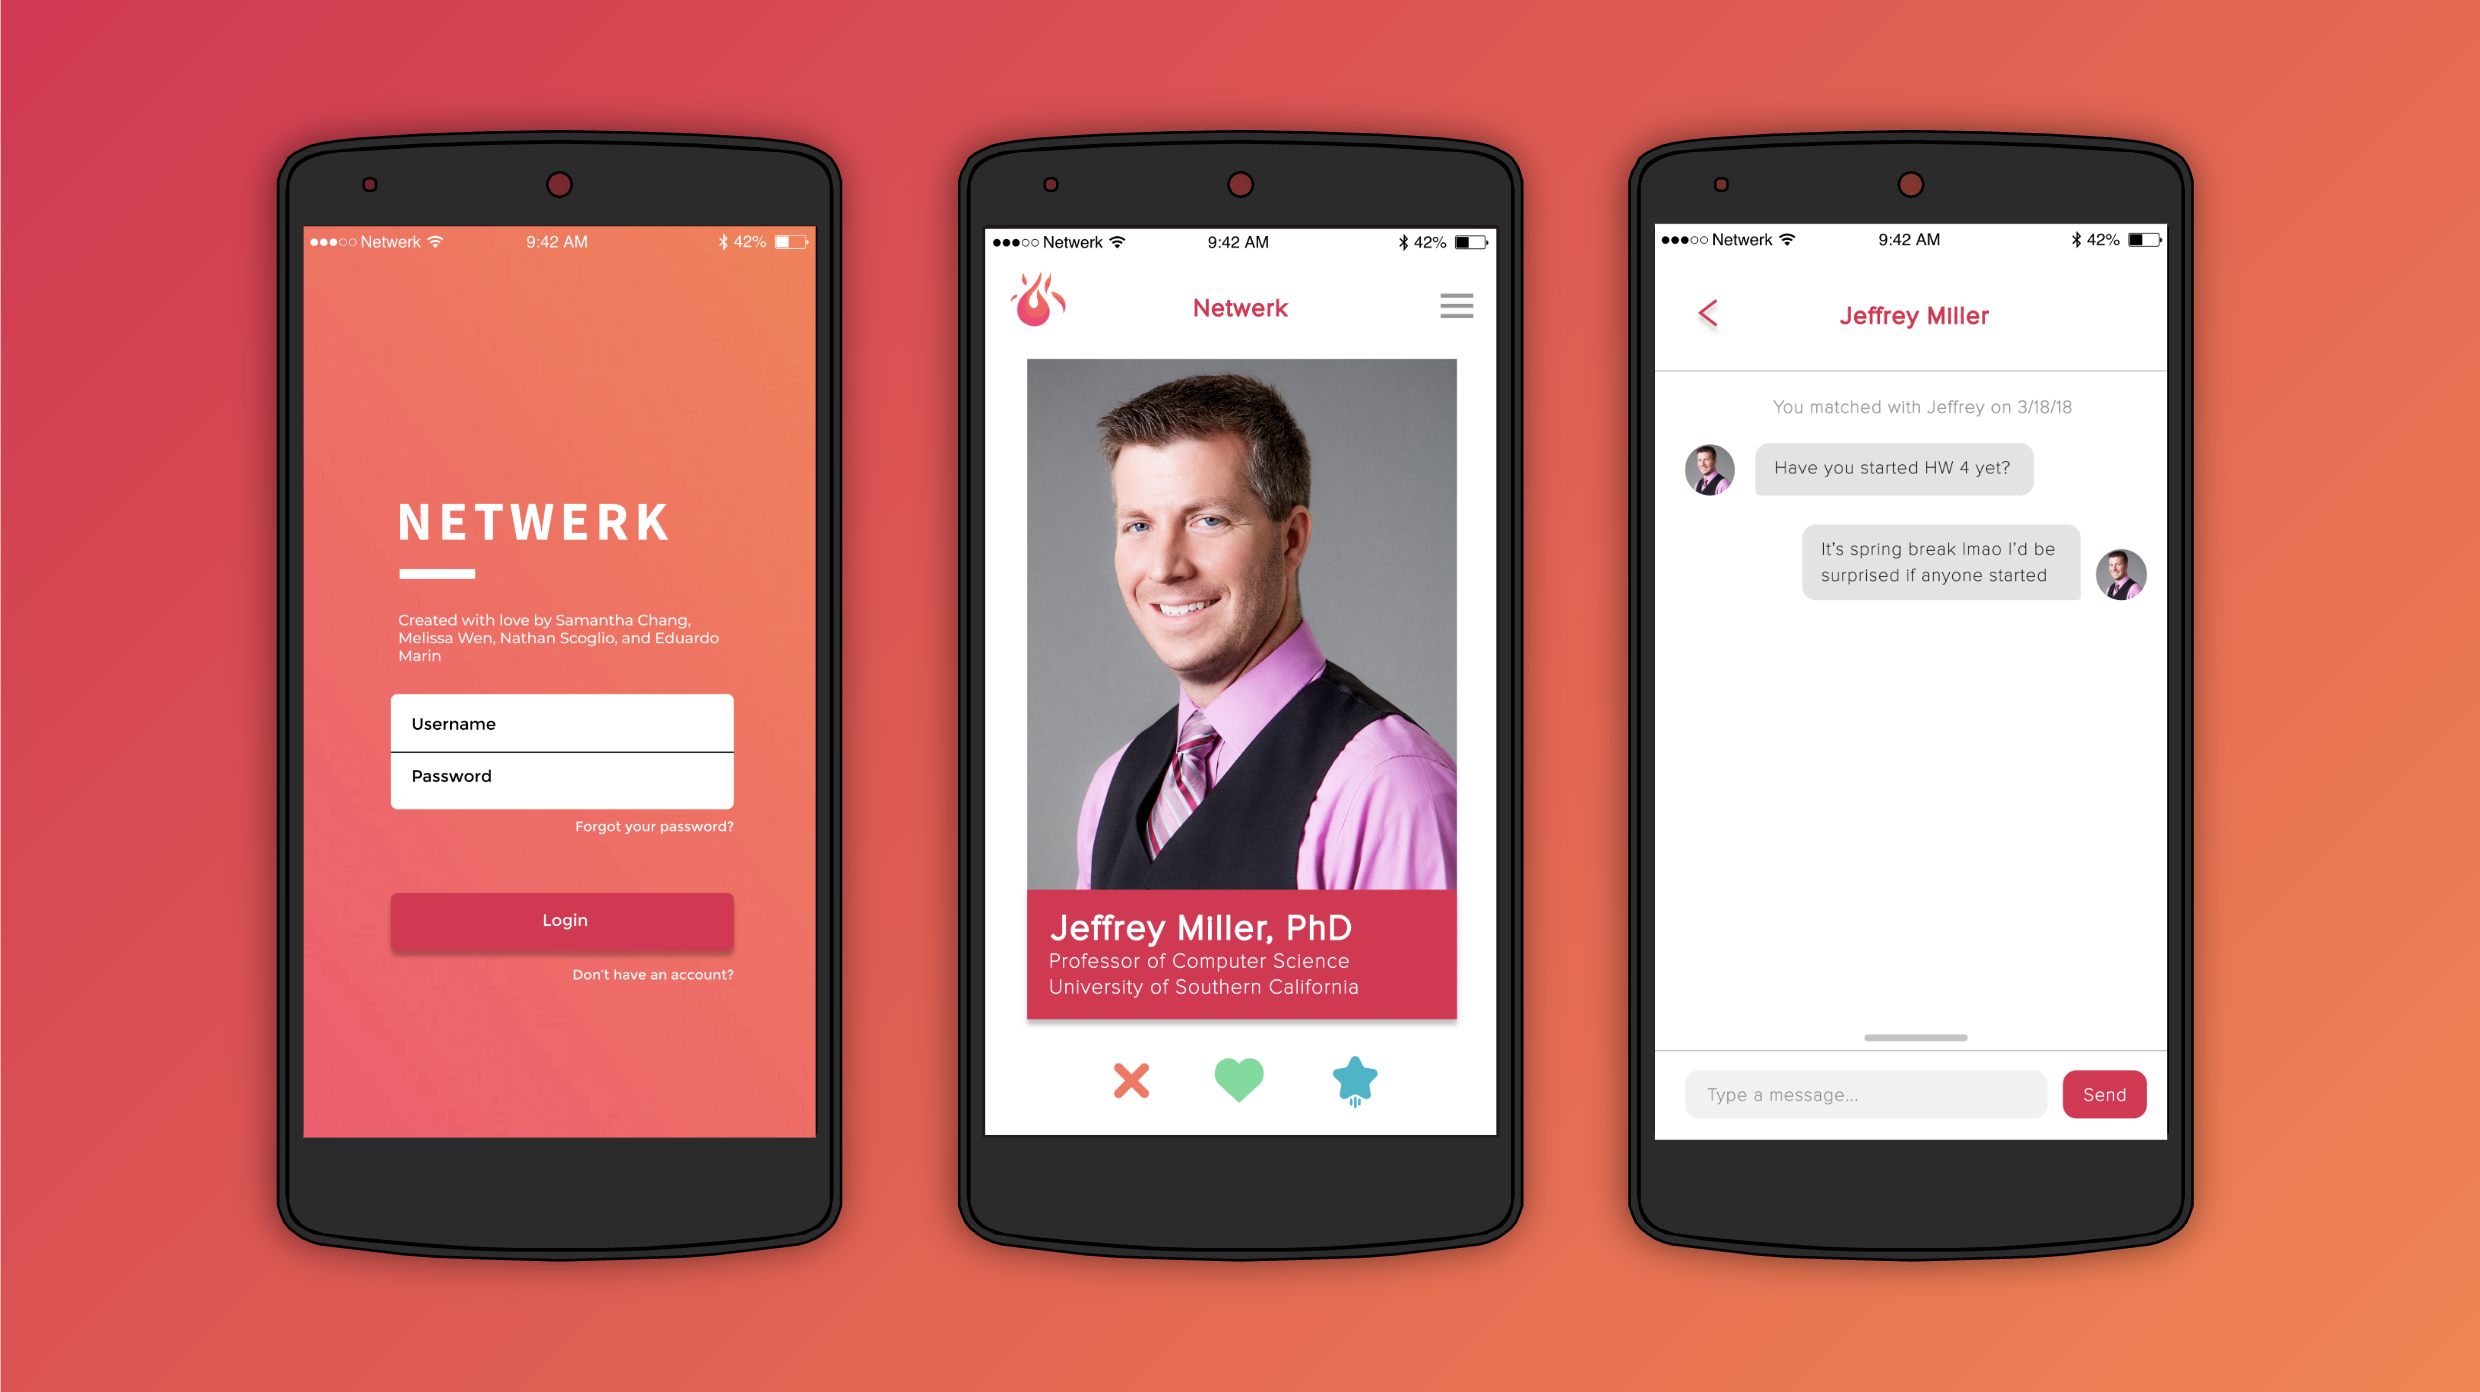 Netwerk 9:42 AM 42%
NETWERK
Created with love by Samantha Chang,
Melissa Wen, Nathan Scoglio, and Eduardo
Marin
Username
Password
Forgot your password?
Login
Don't have an account?
Netwerk 9:42 AM 42%
Netwerk
Jeffrey Miller, PhD
Professor of Computer Science
University of Southern California
Netwerk 9:42 AM 42%
Jeffrey Miller
You matched with Jeffrey on 3/18/18
Have you started HW 4 yet?
It's spring break lmao I'd be
surprised if anyone started
Type a message...
Send